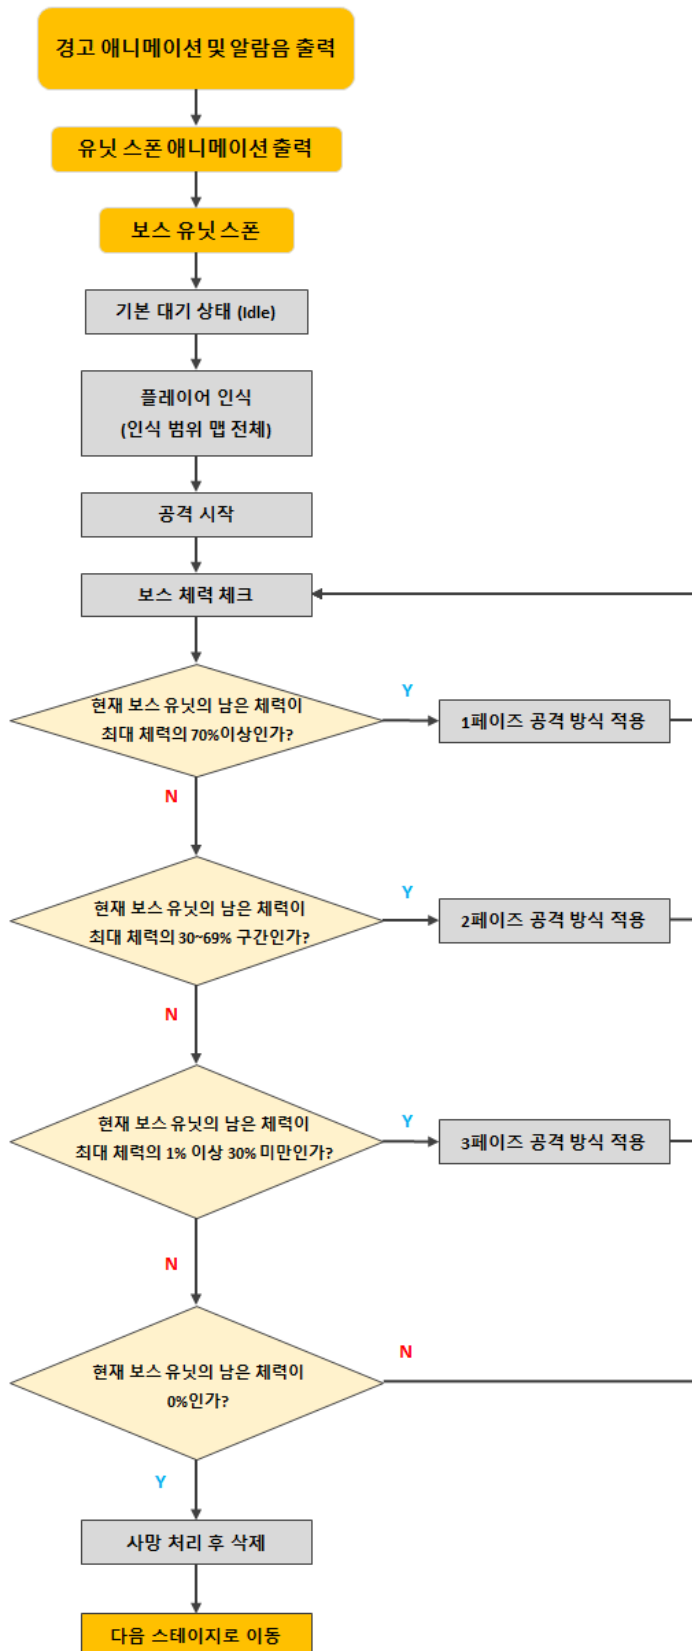 경고 애니메이션 및 알람음 출력
유닛 스폰 애니메이션 출력
보스 유닛 스폰
기본 대기 상태 (Idle)
플레이어 인식
(인식 범위 맵 전체)
공격 시작
보스 체력 체크
현재 보스 유닛의 남은 체력이
최대 체력의 70%이상인가?
Y
1페이즈 공격 방식 적용
N
현재 보스 유닛의 남은 체력이
최대 체력의 30~69% 구간인가?
Y
2페이즈 공격 방식 적용
N
현재 보스 유닛의 남은 체력이
최대 체력의 1% 이상 30% 미만인가?
Y
3페이즈 공격 방식 적용
N
현재 보스 유닛의 남은 체력이
0%인가?
N
Y
사망 처리 후 삭제
다음 스테이지로 이동